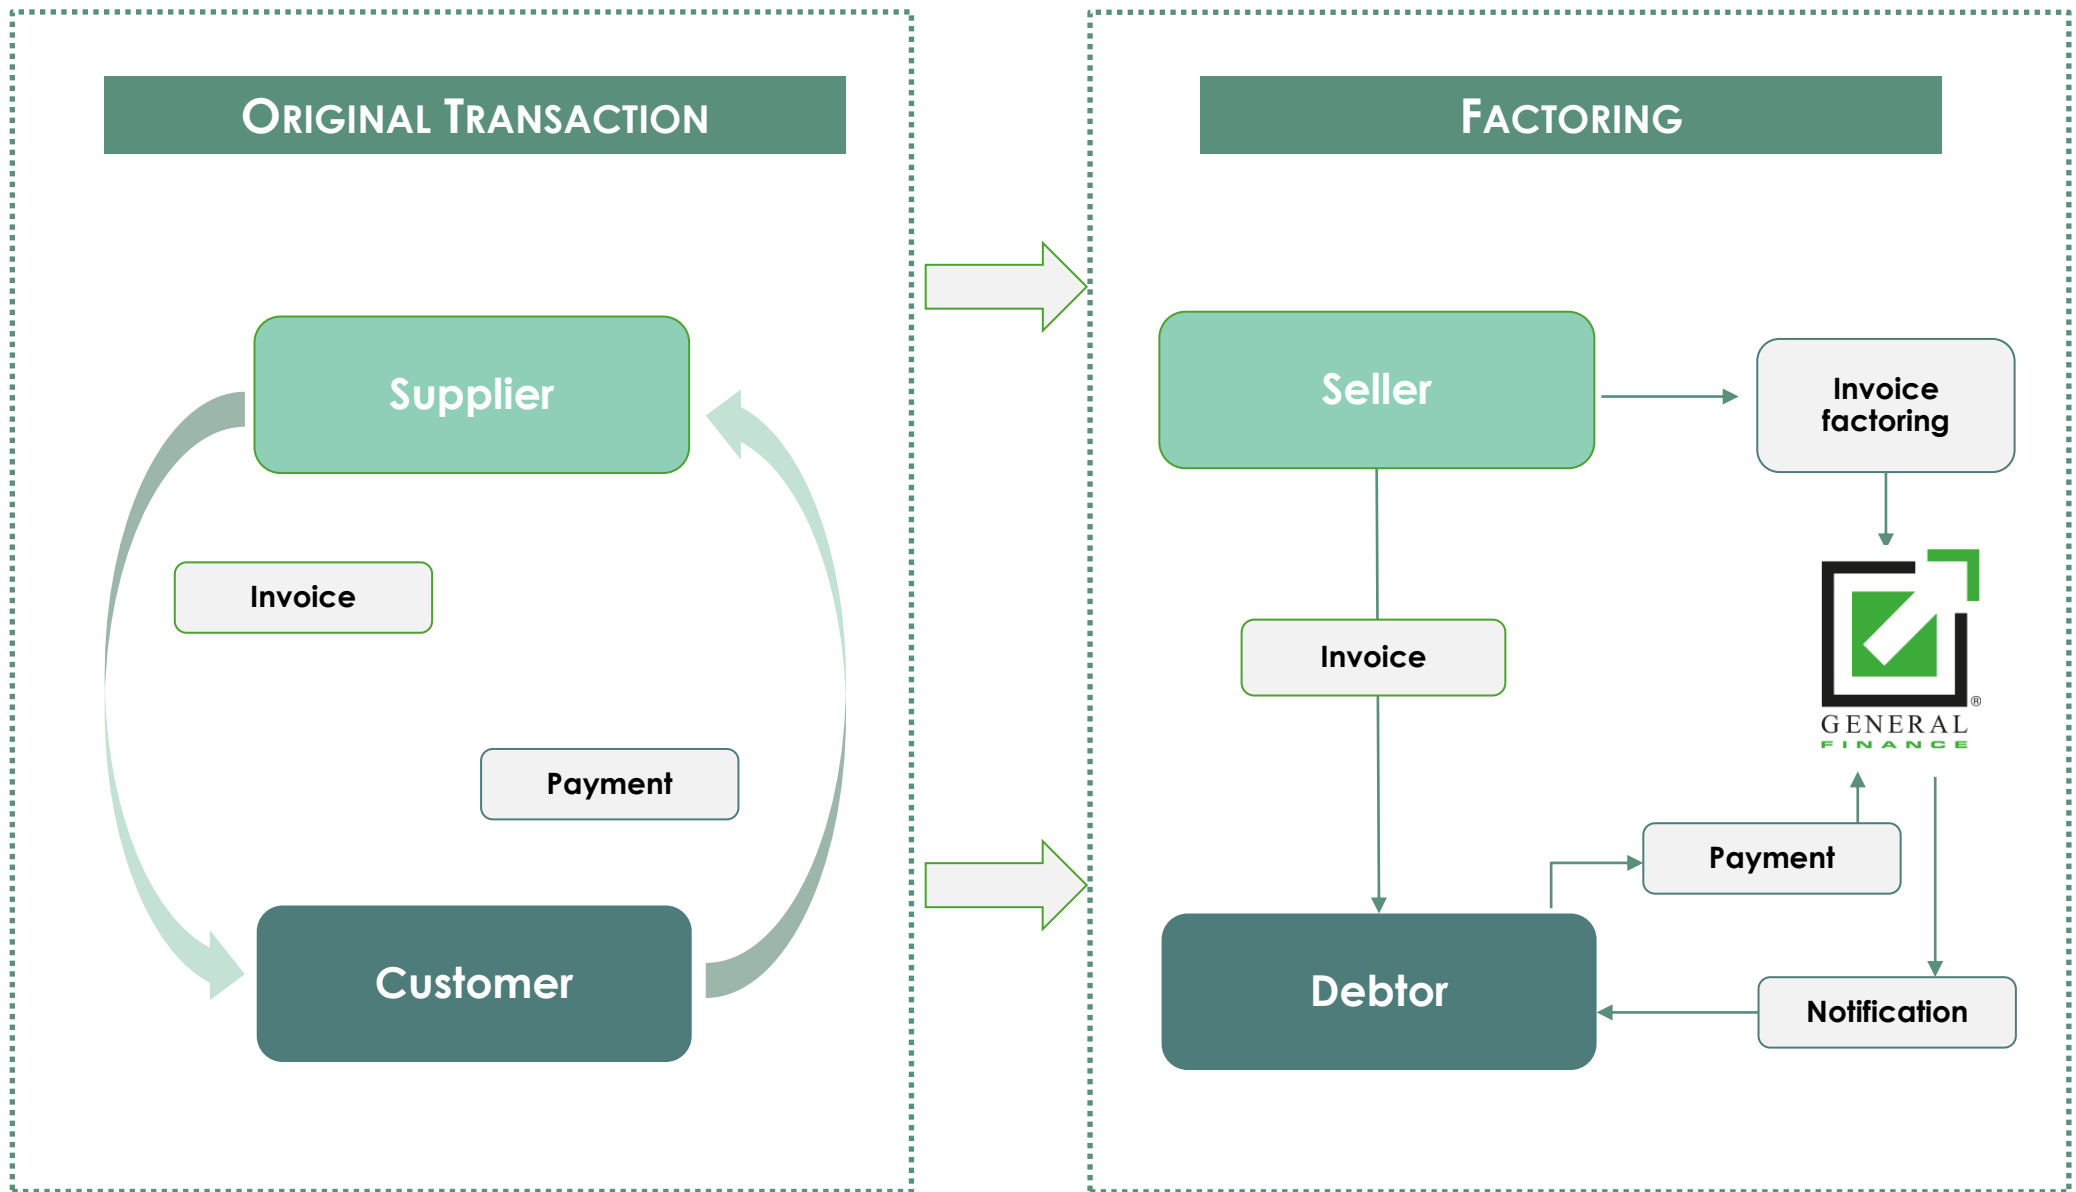 ORIGINAL TRANSACTION
Supplier
Invoice
Payment
Customer
FACTORING
Seller
Invoice
factoring
Invoice
GENERAL
FINANCE
®
Payment
Debtor
Notification